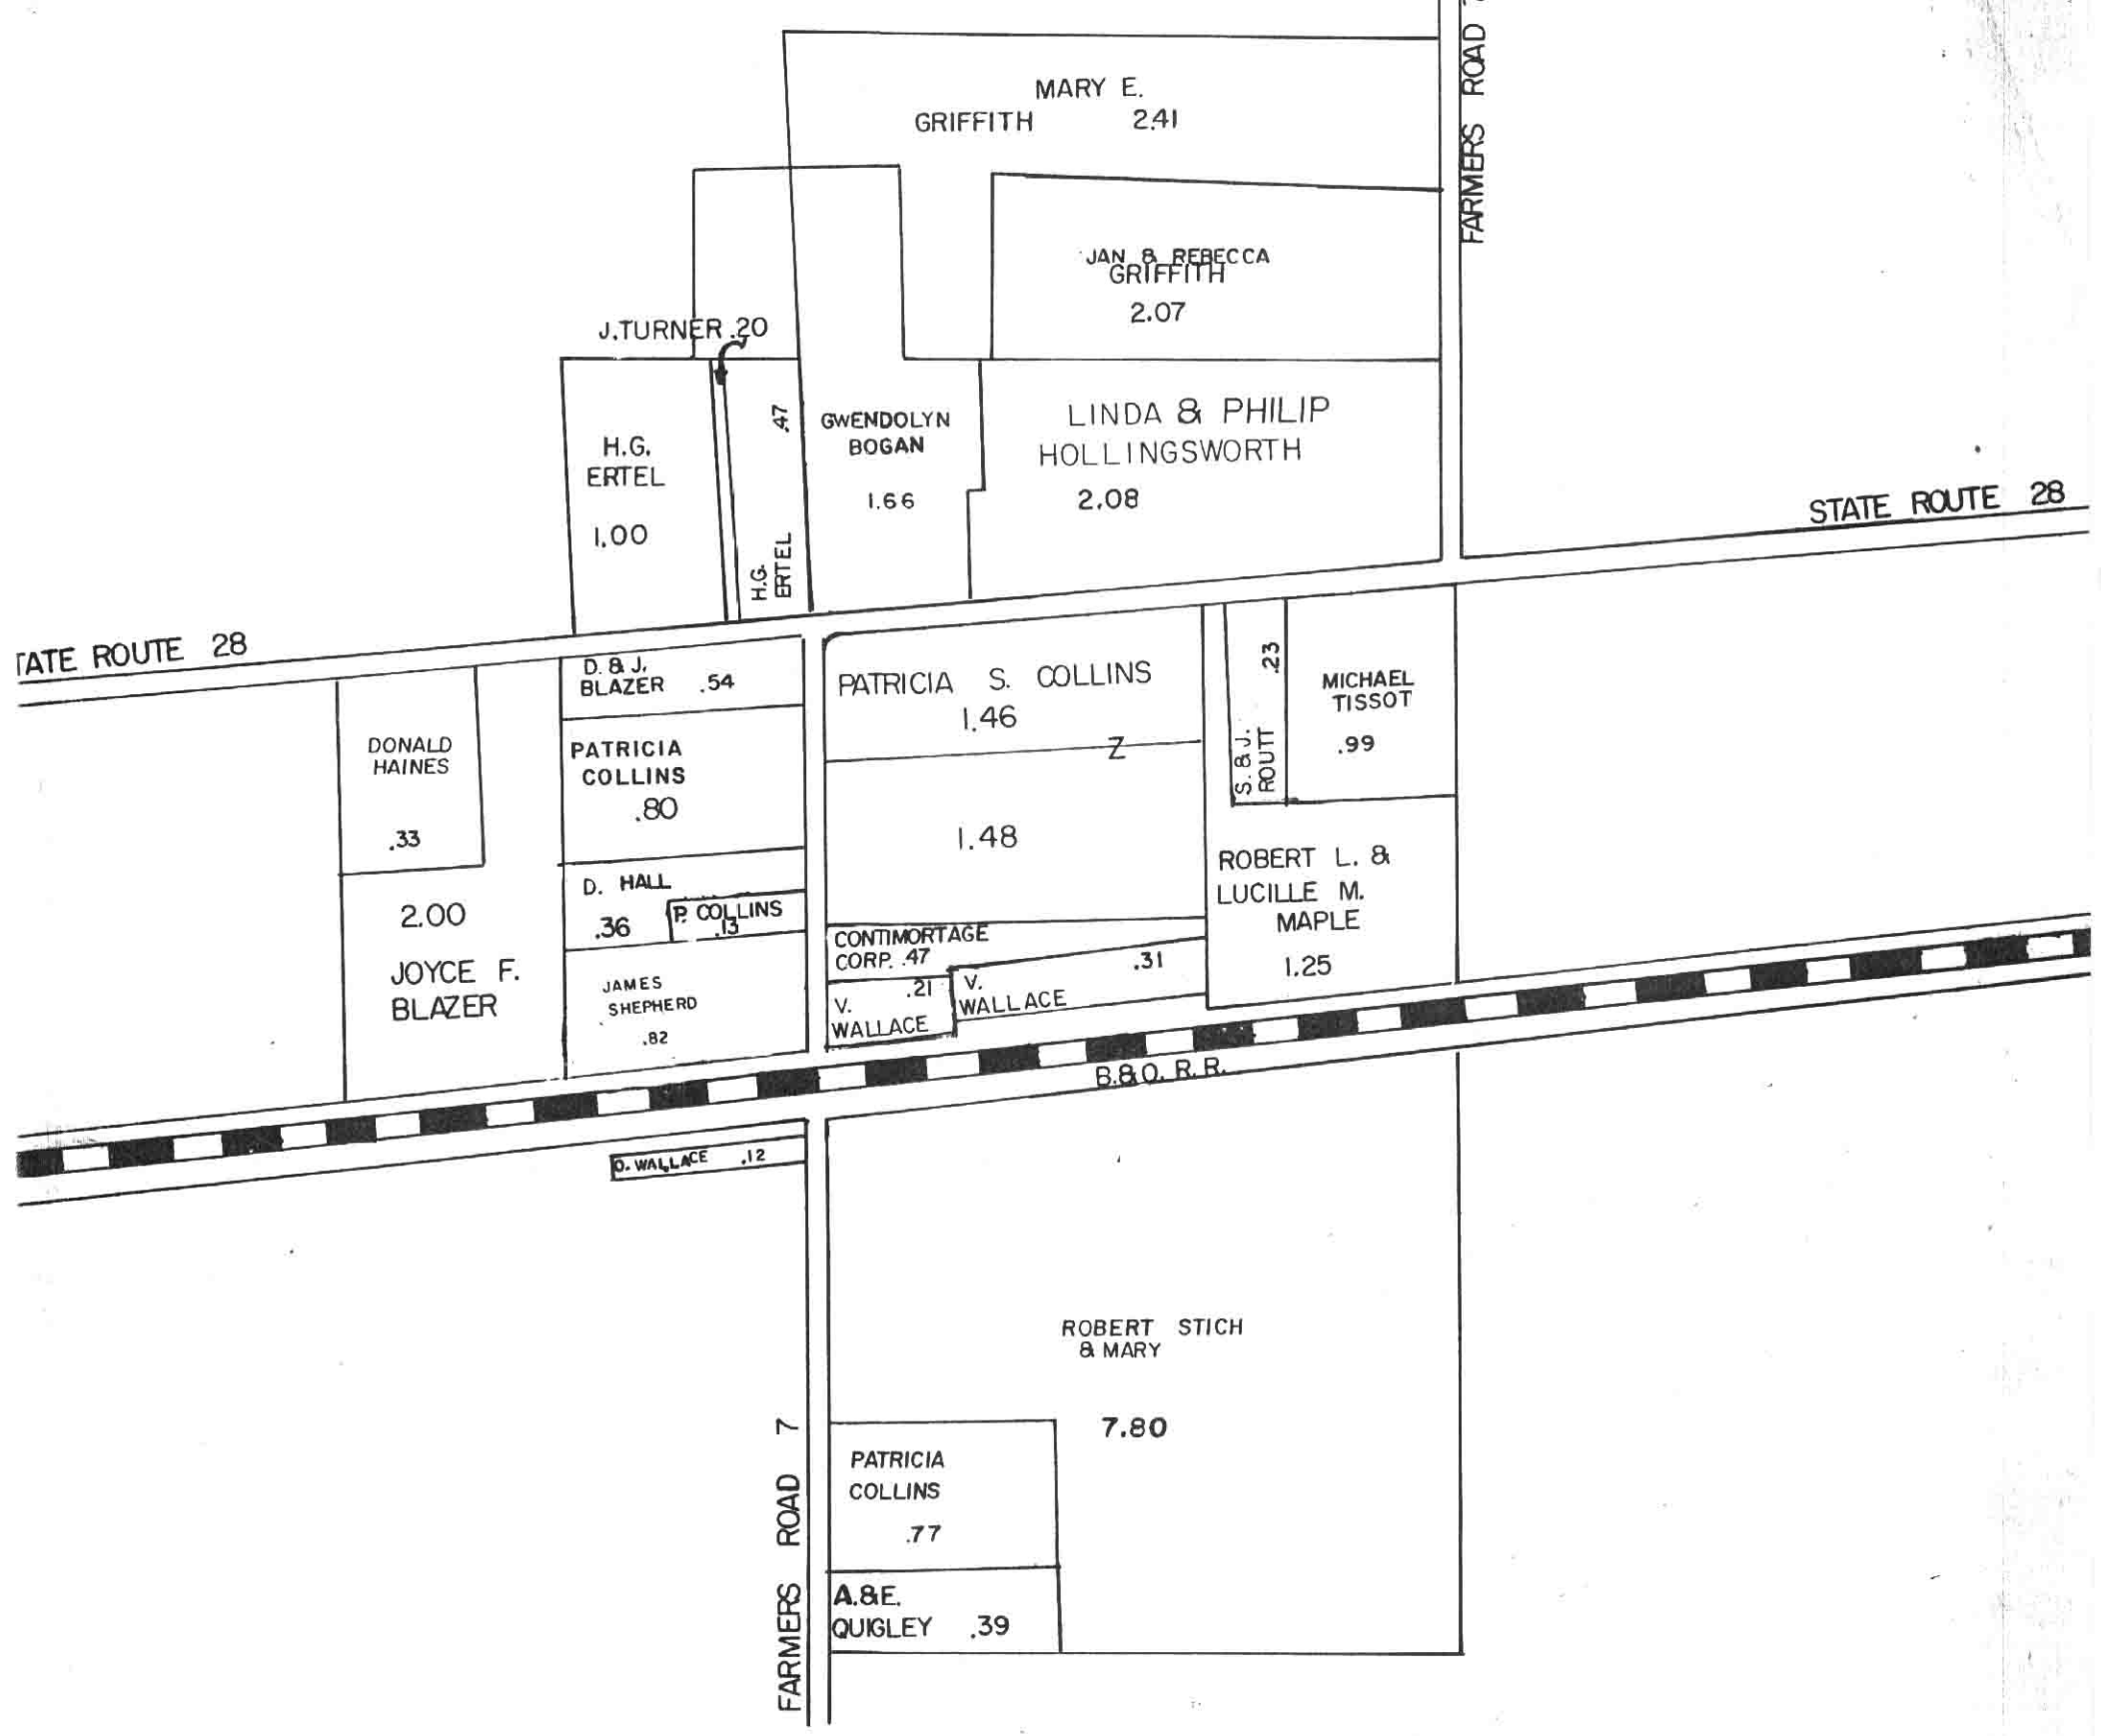 FARMERS ROAD
MARY E.
GRIFFITH 2.41
JAN & REBECCA
GRIFFITH
2.07
J.TURNER .20
H.G.
ERTEL
1.00
H.G.
ERTEL .47
GWENDOLYN
BOGAN
1.66
LINDA & PHILIP
HOLLINGSWORTH
2.08
STATE ROUTE 28
TATE ROUTE 28
DONALD
HAINES
.33
2.00
JOYCE F.
BLAZER
D. & J.
BLAZER .54
PATRICIA
COLLINS
.80
D. HALL
.36
P. COLLINS
.13
JAMES
SHEPHERD
.82
PATRICIA S. COLLINS
1.46
Z
1.48
CONTIMORTAGE
CORP. .47
.21
V.
WALLACE
.31
V.
WALLACE
S. & J.
ROUTT .23
MICHAEL
TISSOT
.99
ROBERT L. &
LUCILLE M.
MAPLE
1.25
B.&O. R.R.
O. WALLACE .12
ROBERT STICH
& MARY
7.80
PATRICIA
COLLINS
.77
A.&E.
QUIGLEY .39
FARMERS ROAD 7